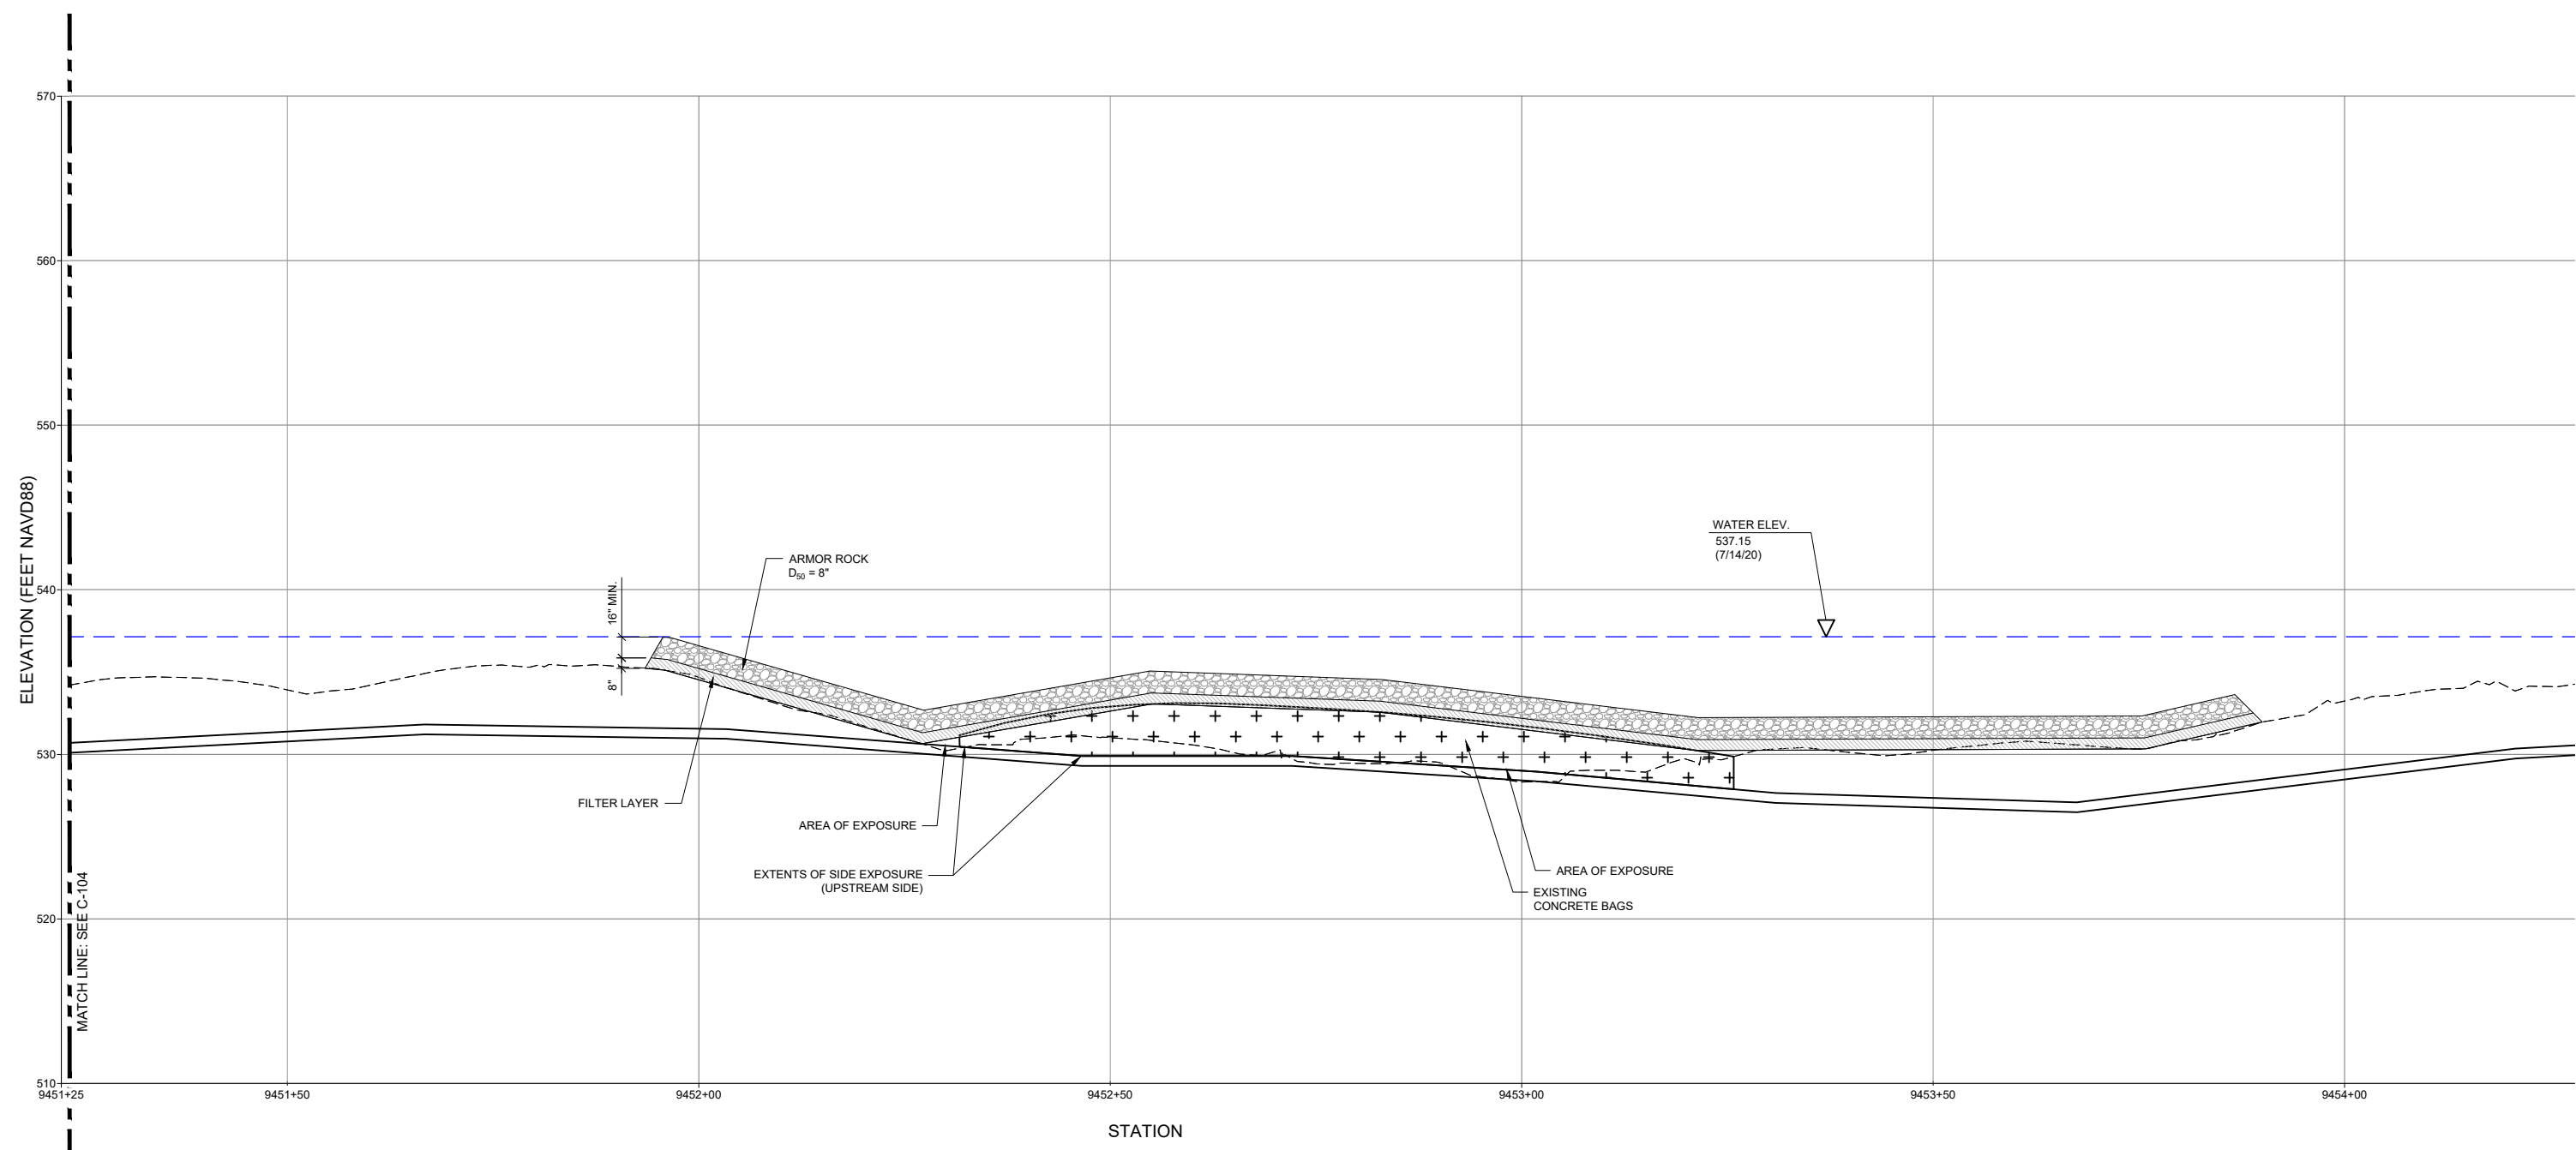 570
560
550
540
530
520
510
ELEVATION (FEET NAVD88)
MATCH LINE: SEE C-104
16" MIN.
8"
ARMOR ROCK
D50 = 8"
WATER ELEV.
537.15
(7/14/20)
FILTER LAYER
AREA OF EXPOSURE
EXTENTS OF SIDE EXPOSURE
(UPSTREAM SIDE)
AREA OF EXPOSURE
EXISTING
CONCRETE BAGS
9451+25
9451+50
9452+00
9452+50
9453+00
9453+50
9454+00
STATION